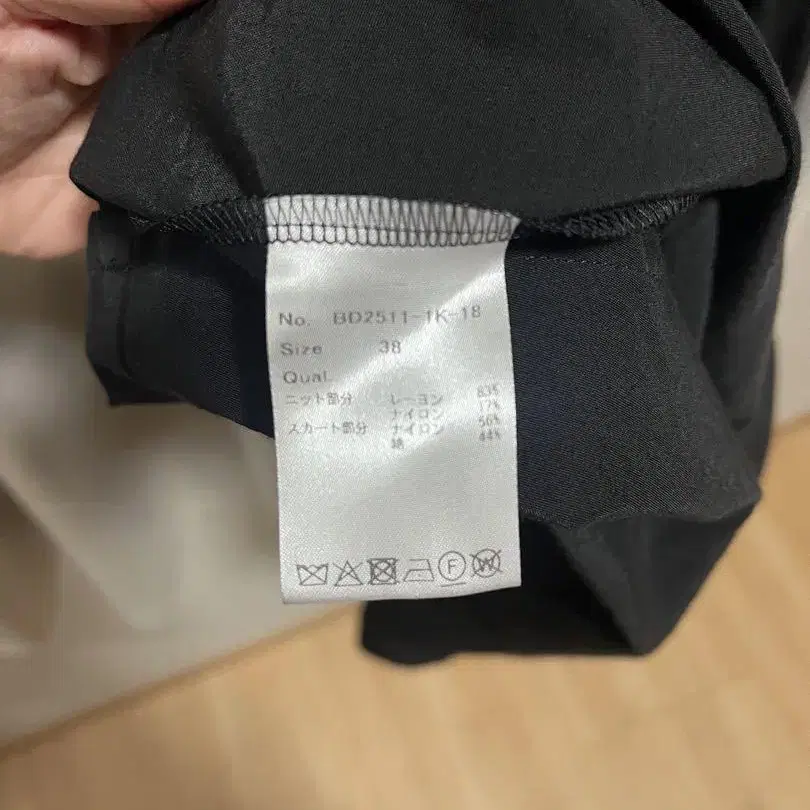 No. BD2511-1K-18
Size 38
Qual.
ニット部分 レーヨン 83%
ナイロン 17%
スカート部分 ナイロン 56%
綿 44%
F W